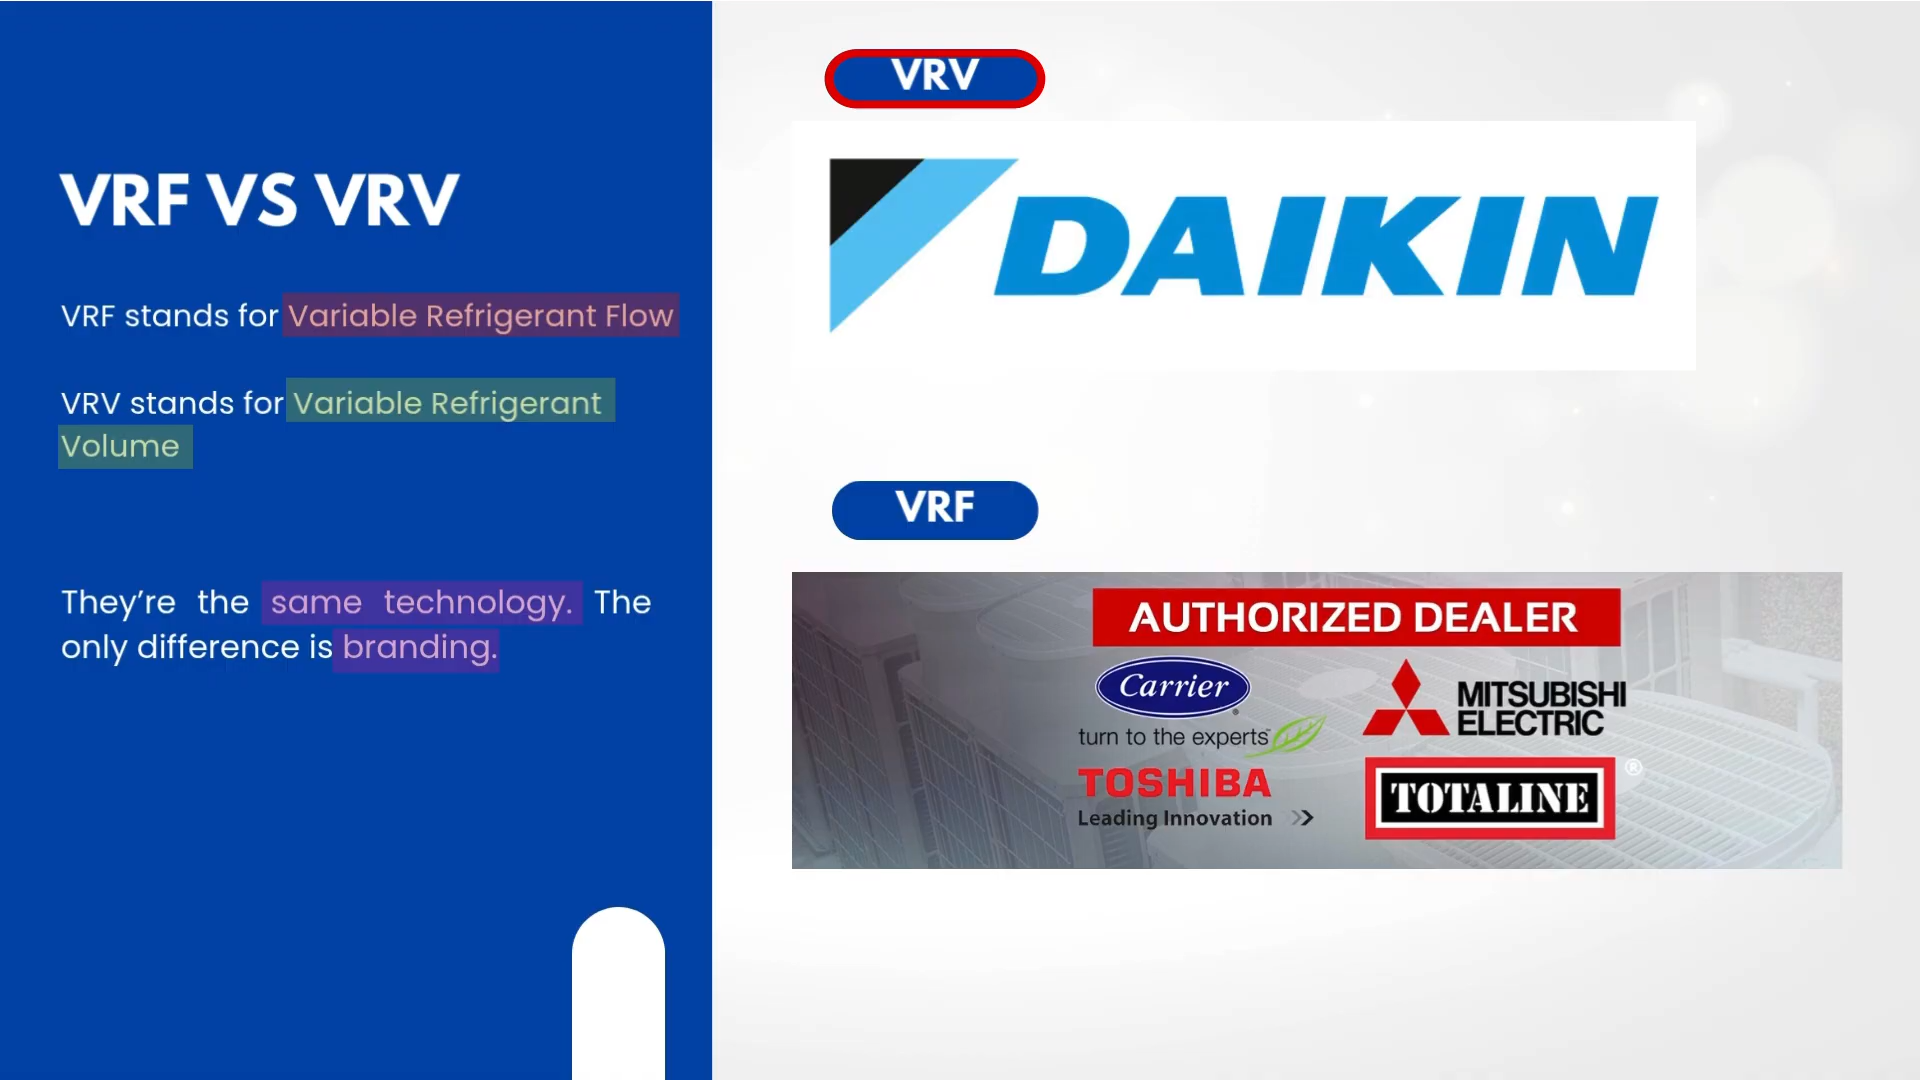 VRF VS VRV
VRF stands for Variable Refrigerant Flow
VRV stands for Variable Refrigerant
Volume
They're the same technology. The
only difference is branding.
VRV
DAIKIN
VRF
AUTHORIZED DEALER
Carrier
turn to the experts
MITSUBISHI
ELECTRIC
TOSHIBA
Leading Innovation
TOTALINE ®